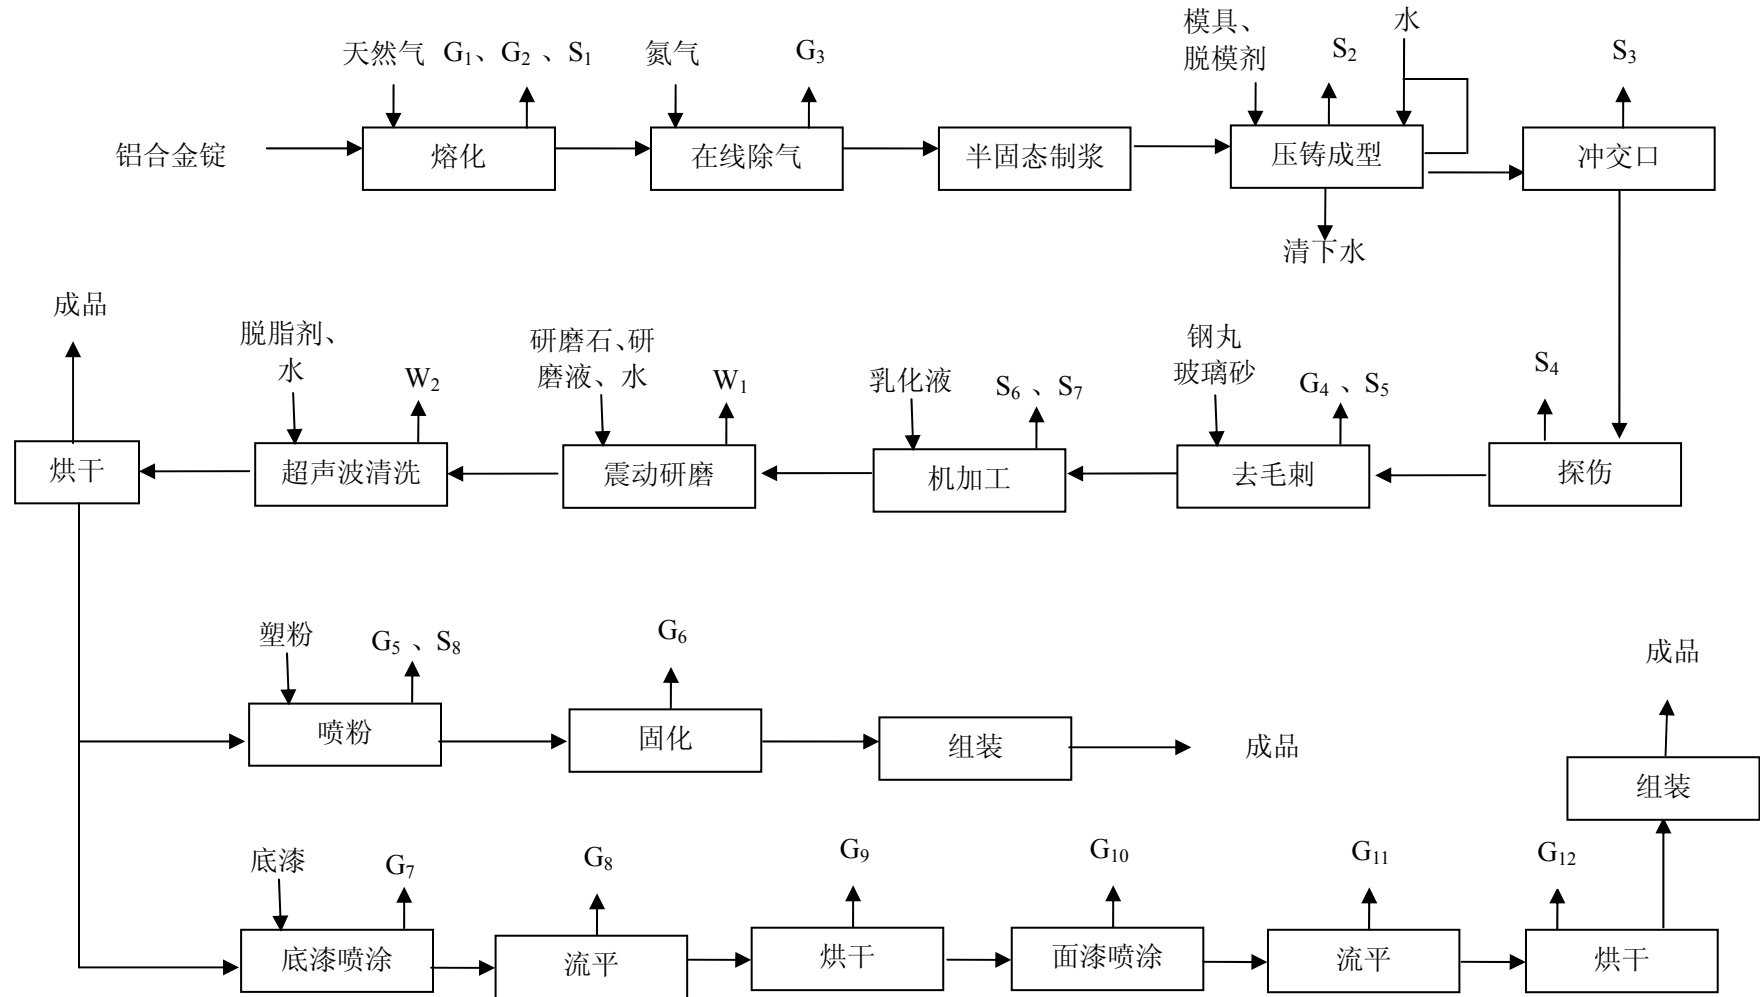 模具、
脱模剂
水
天然气 G₁、G₂ 、S₁
氮气
G₃
S₂
S₃
铝合金锭
熔化
在线除气
半固态制浆
压铸成型
冲交口
清下水
成品
脱脂剂、
水
W₂
研磨石、研
磨液、水
W₁
乳化液
S₆ 、S₇
钢丸
玻璃砂
G₄ 、S₅
S₄
烘干
超声波清洗
震动研磨
机加工
去毛刺
探伤
塑粉
G₅ 、S₈
G₆
喷粉
固化
组装
成品
成品
组装
底漆
G₇
G₈
G₉
G₁₀
G₁₁
G₁₂
底漆喷涂
流平
烘干
面漆喷涂
流平
烘干